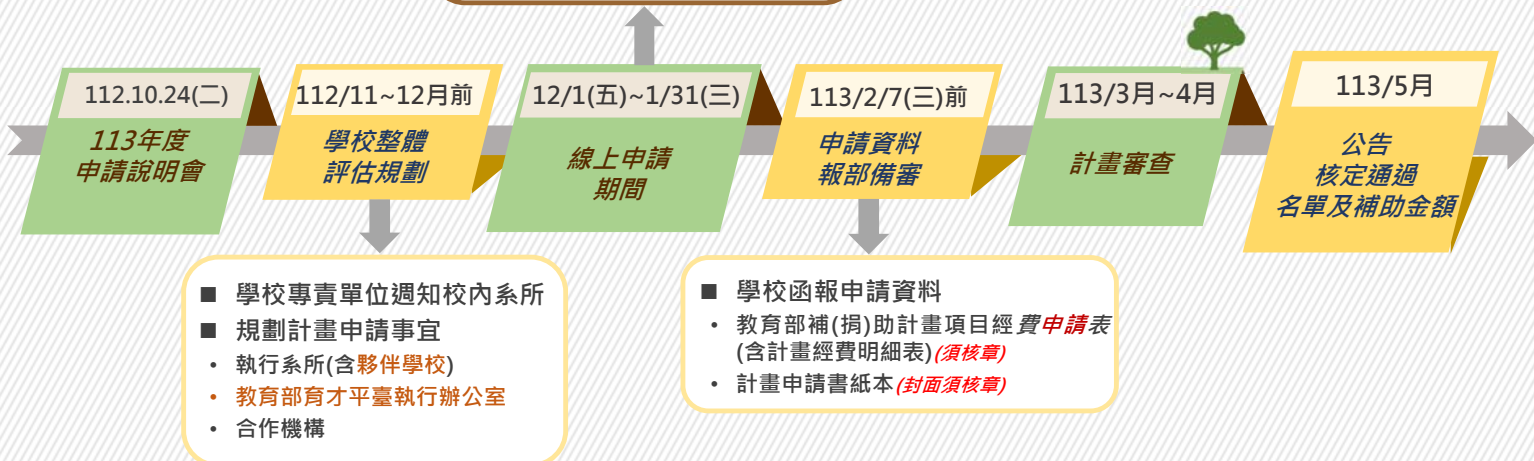 112.10.24(二)
113年度
申請說明會
112/11~12月前
學校整體
評估規劃
12/1(五)~1/31(三)
線上申請
期間
113/2/7(三)前
申請資料
報部備審
113/3月~4月
計畫審查
113/5月
公告
核定通過
名單及補助金額
■ 學校專責單位週知校內系所
■ 規劃計畫申請事宜
• 執行系所(含夥伴學校)
• 教育部育才平臺執行辦公室
• 合作機構
■ 學校函報申請資料
• 教育部補(捐)助計畫項目經費申請表
(含計畫經費明細表)(須核章)
• 計畫申請書紙本(封面須核章)